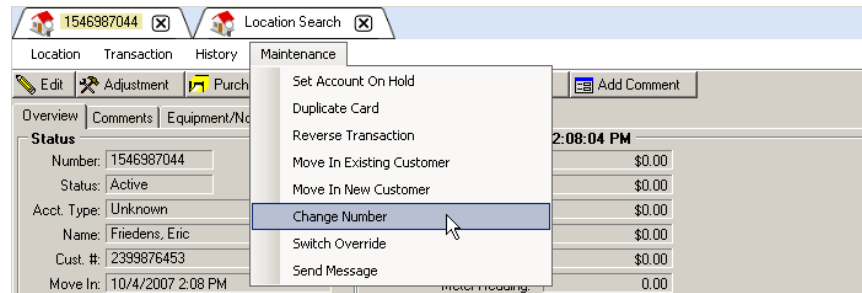 1546987044 Location Search
Location Transaction History Maintenance
Edit Adjustment Purch Add Comment
Overview Comments Equipment/No
Set Account On Hold
Duplicate Card
Reverse Transaction
Move In Existing Customer
Move In New Customer
Change Number
Switch Override
Send Message
Status 2:08:04 PM
Number: 1546987044 $0.00
Status: Active $0.00
Acct. Type: Unknown $0.00
Name: Friedens, Eric $0.00
Cust. #: 2399876453 $0.00
Move In: 10/4/2007 2:08 PM 0.00